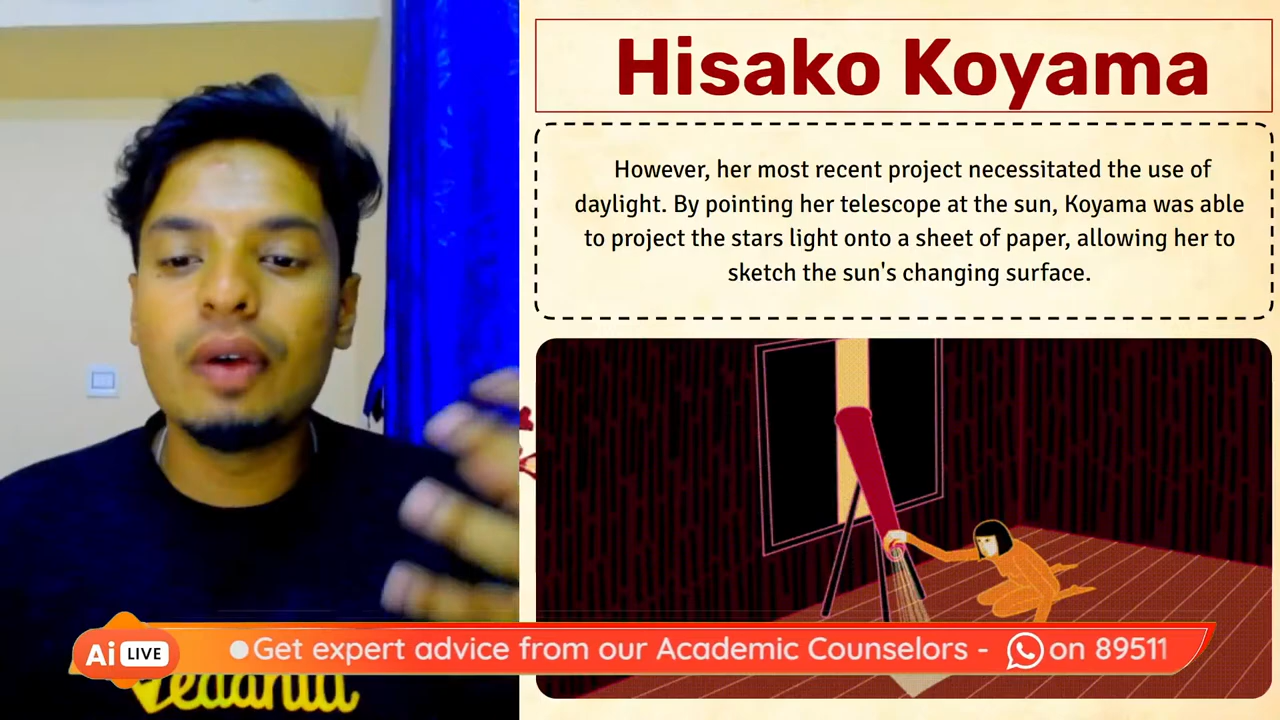 Hisako Koyama
However, her most recent project necessitated the use of
daylight. By pointing her telescope at the sun, Koyama was able
to project the stars light onto a sheet of paper, allowing her to
sketch the sun's changing surface.
Ai LIVE
Get expert advice from our Academic Counselors - on 89511
Vedantu